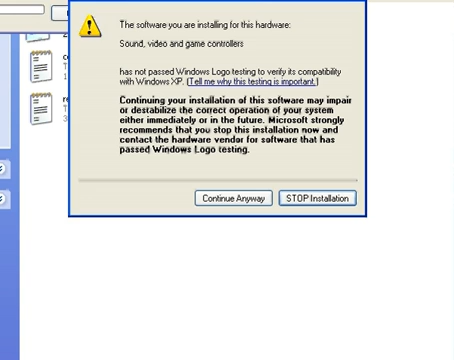 The software you are installing for this hardware:
Sound, video and game controllers
has not passed Windows Logo testing to verify its compatibility
with Windows XP. (Tell me why this testing is important.)
Continuing your installation of this software may impair
or destabilize the correct operation of your system
either immediately or in the future. Microsoft strongly
recommends that you stop this installation now and
contact the hardware vendor for software that has
passed Windows Logo testing.
Continue Anyway STOP Installation